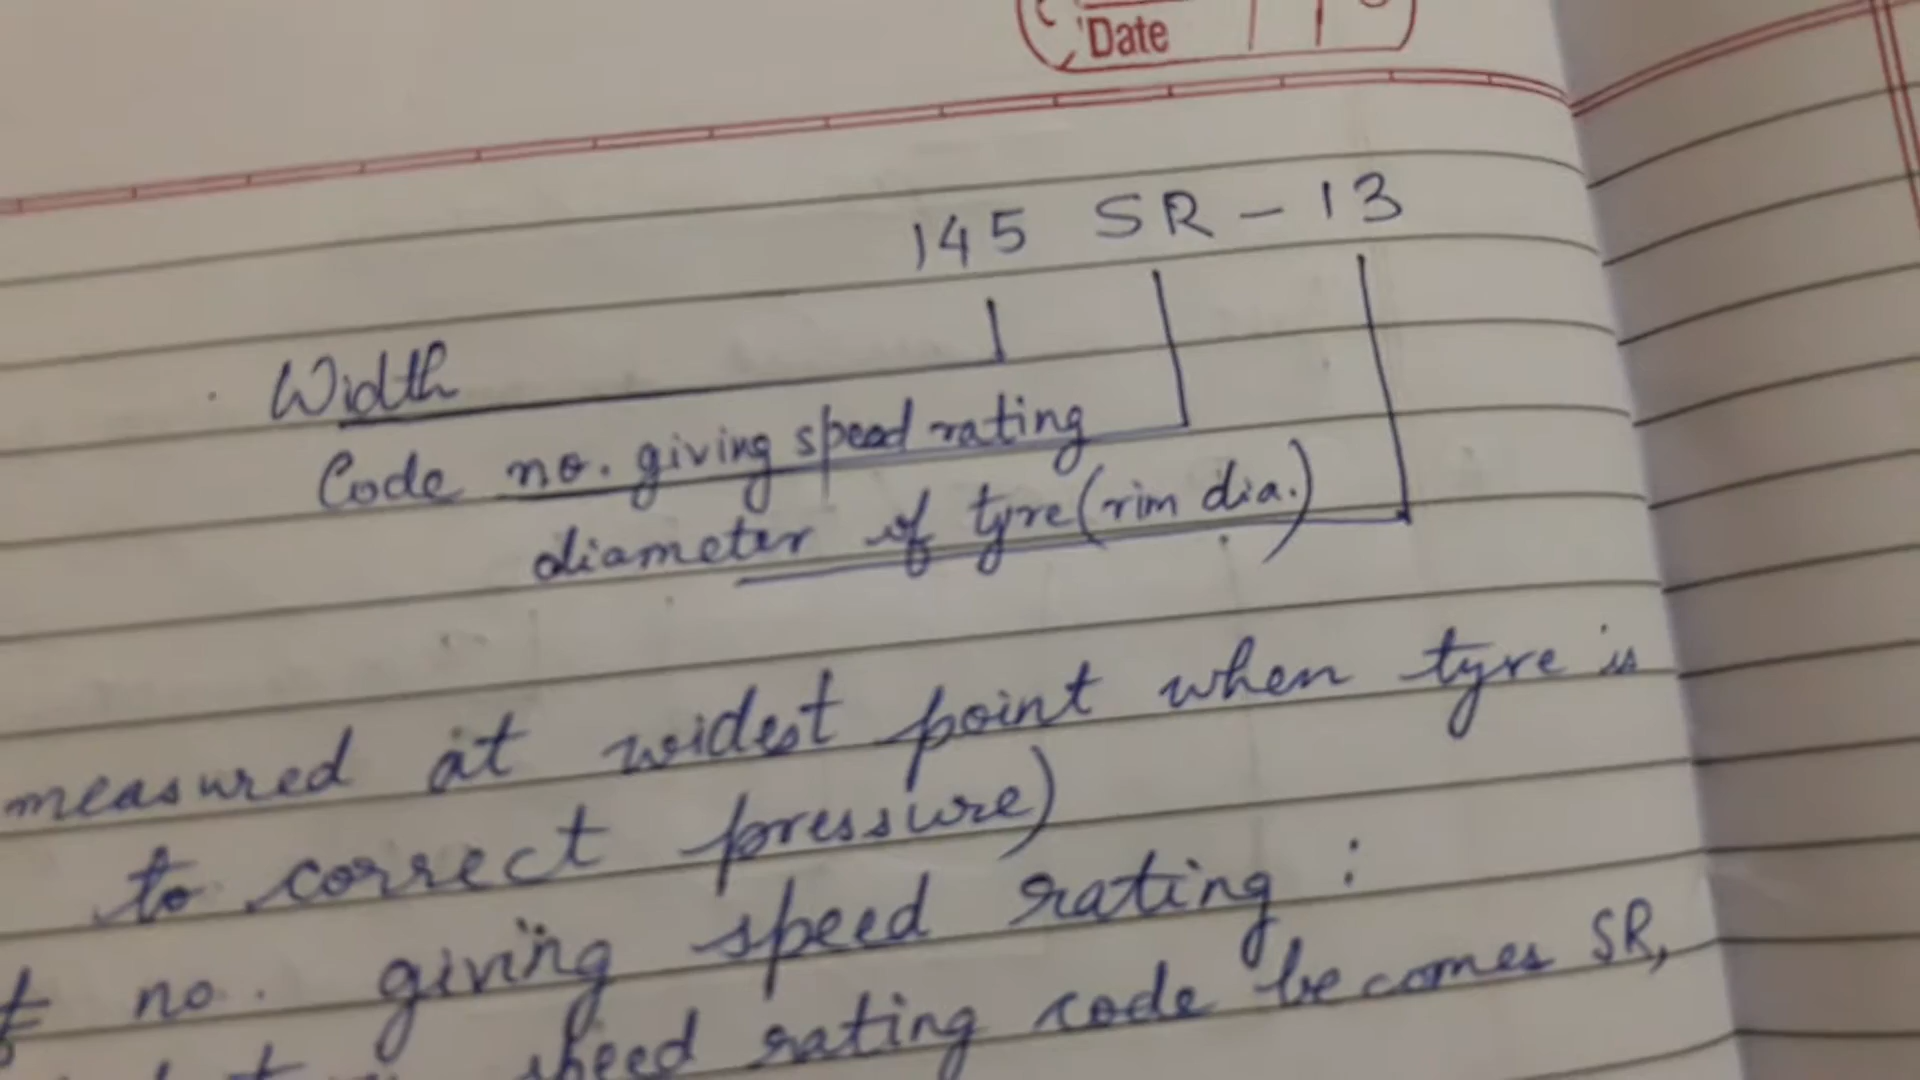 Date
145 SR - 13
Width
Code no. giving speed rating
diameter of tyre (rim dia.)
measured at widest point when tyre is
to correct pressure)
no. giving speed rating :
speed rating code becomes SR,